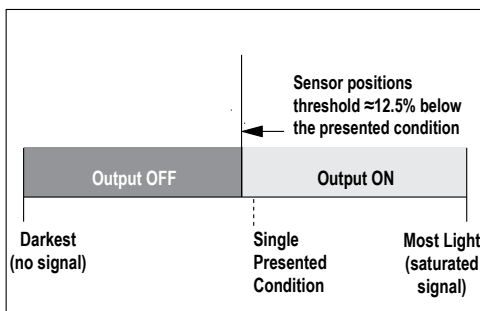 Sensor positions
threshold ≈12.5% below
the presented condition
Output OFF
Output ON
Darkest
(no signal)
Single
Presented
Condition
Most Light
(saturated
signal)